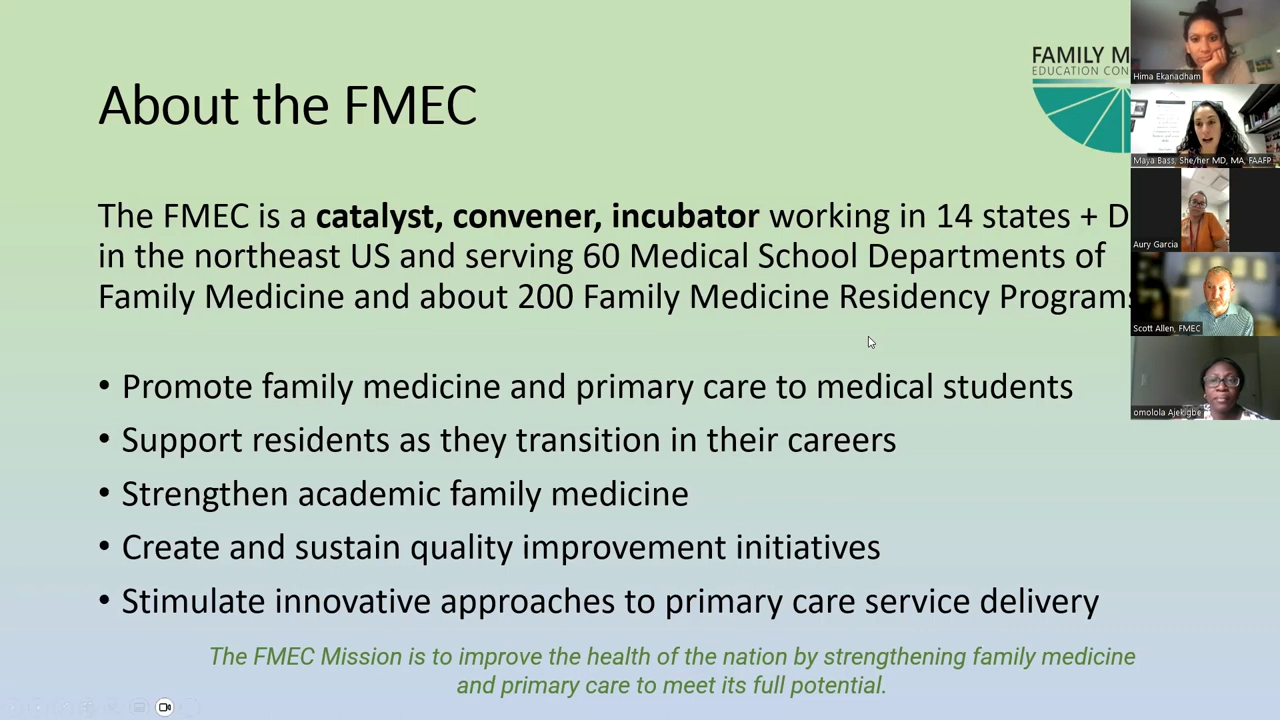 About the FMEC
FAMILY M
EDUCATION CON
The FMEC is a catalyst, convener, incubator working in 14 states + D
in the northeast US and serving 60 Medical School Departments of
Family Medicine and about 200 Family Medicine Residency Programs
• Promote family medicine and primary care to medical students
• Support residents as they transition in their careers
• Strengthen academic family medicine
• Create and sustain quality improvement initiatives
• Stimulate innovative approaches to primary care service delivery
The FMEC Mission is to improve the health of the nation by strengthening family medicine
and primary care to meet its full potential.
Hima Ekanadham
Maya Bass, She/her MD, MA, FAAFP
Aury Garcia
Scott Allen, FMEC
omolola Ajekigbe